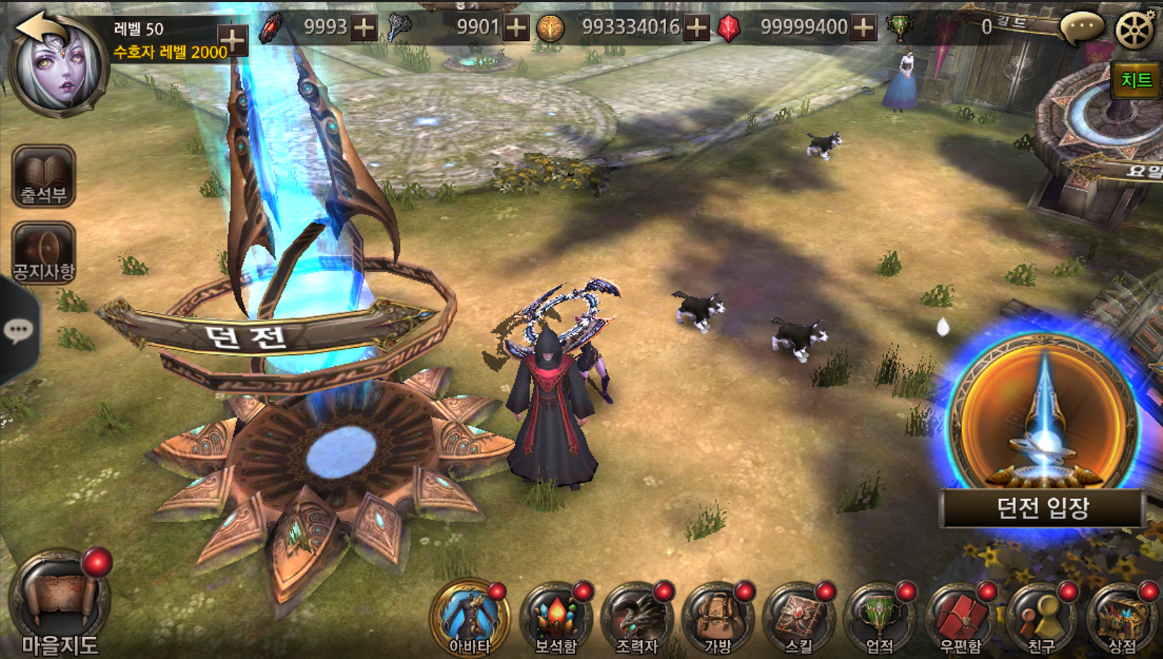 레벨 50
수호자 레벨 2000
9993
9901
993334016
99999400
0
길드
치트
출석부
공지사항
요일
던전
던전 입장
마을지도
아바타
보석함
조력자
가방
스킬
업적
우편함
친구
상점